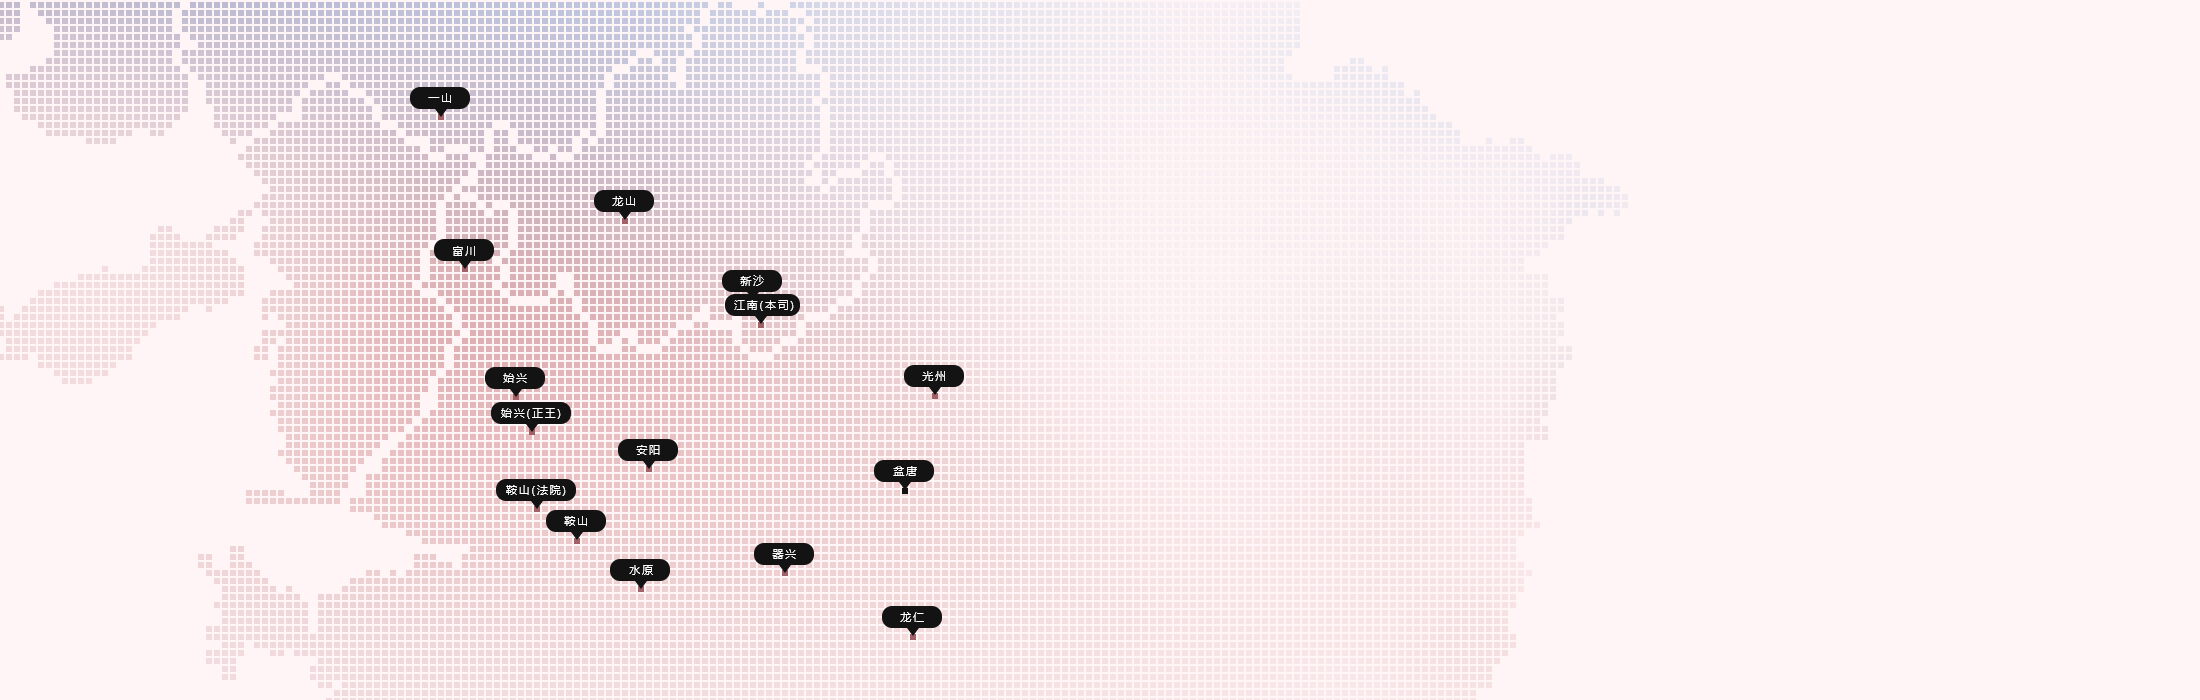 一山
龙山
富川
新沙
江南(本司)
光州
始兴
始兴(正王)
安阳
盆唐
鞍山(法院)
鞍山
器兴
水原
龙仁